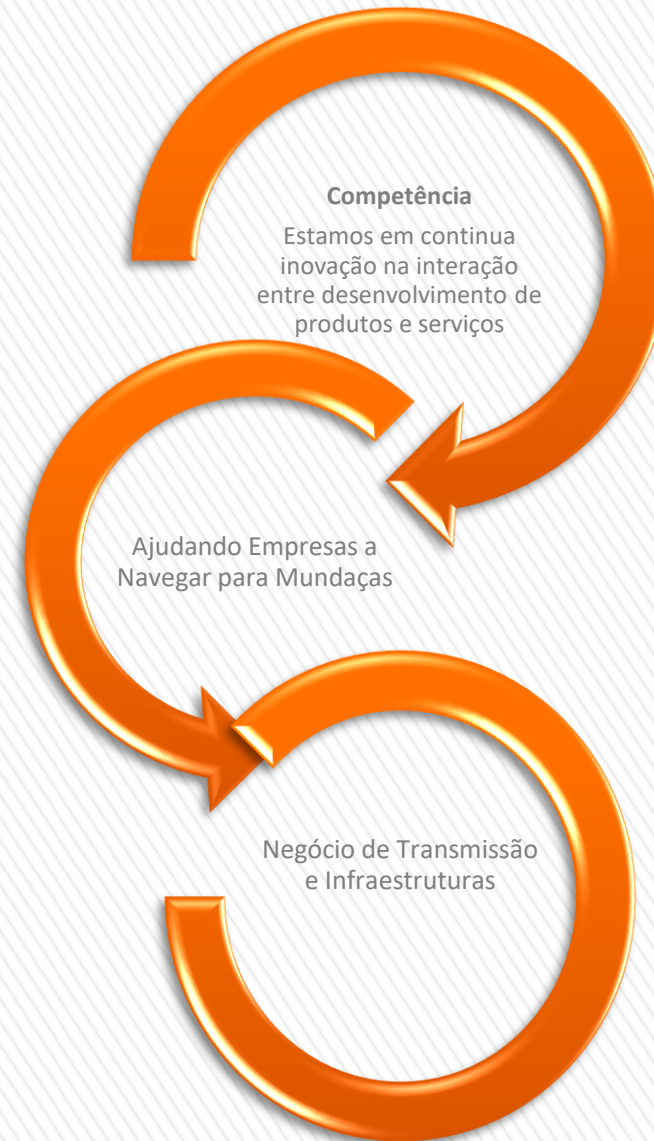 Competência
Estamos em continua
inovação na interação
entre desenvolvimento de
produtos e serviços
Ajudando Empresas a
Navegar para Mundaças
Negócio de Transmissão
e Infraestruturas